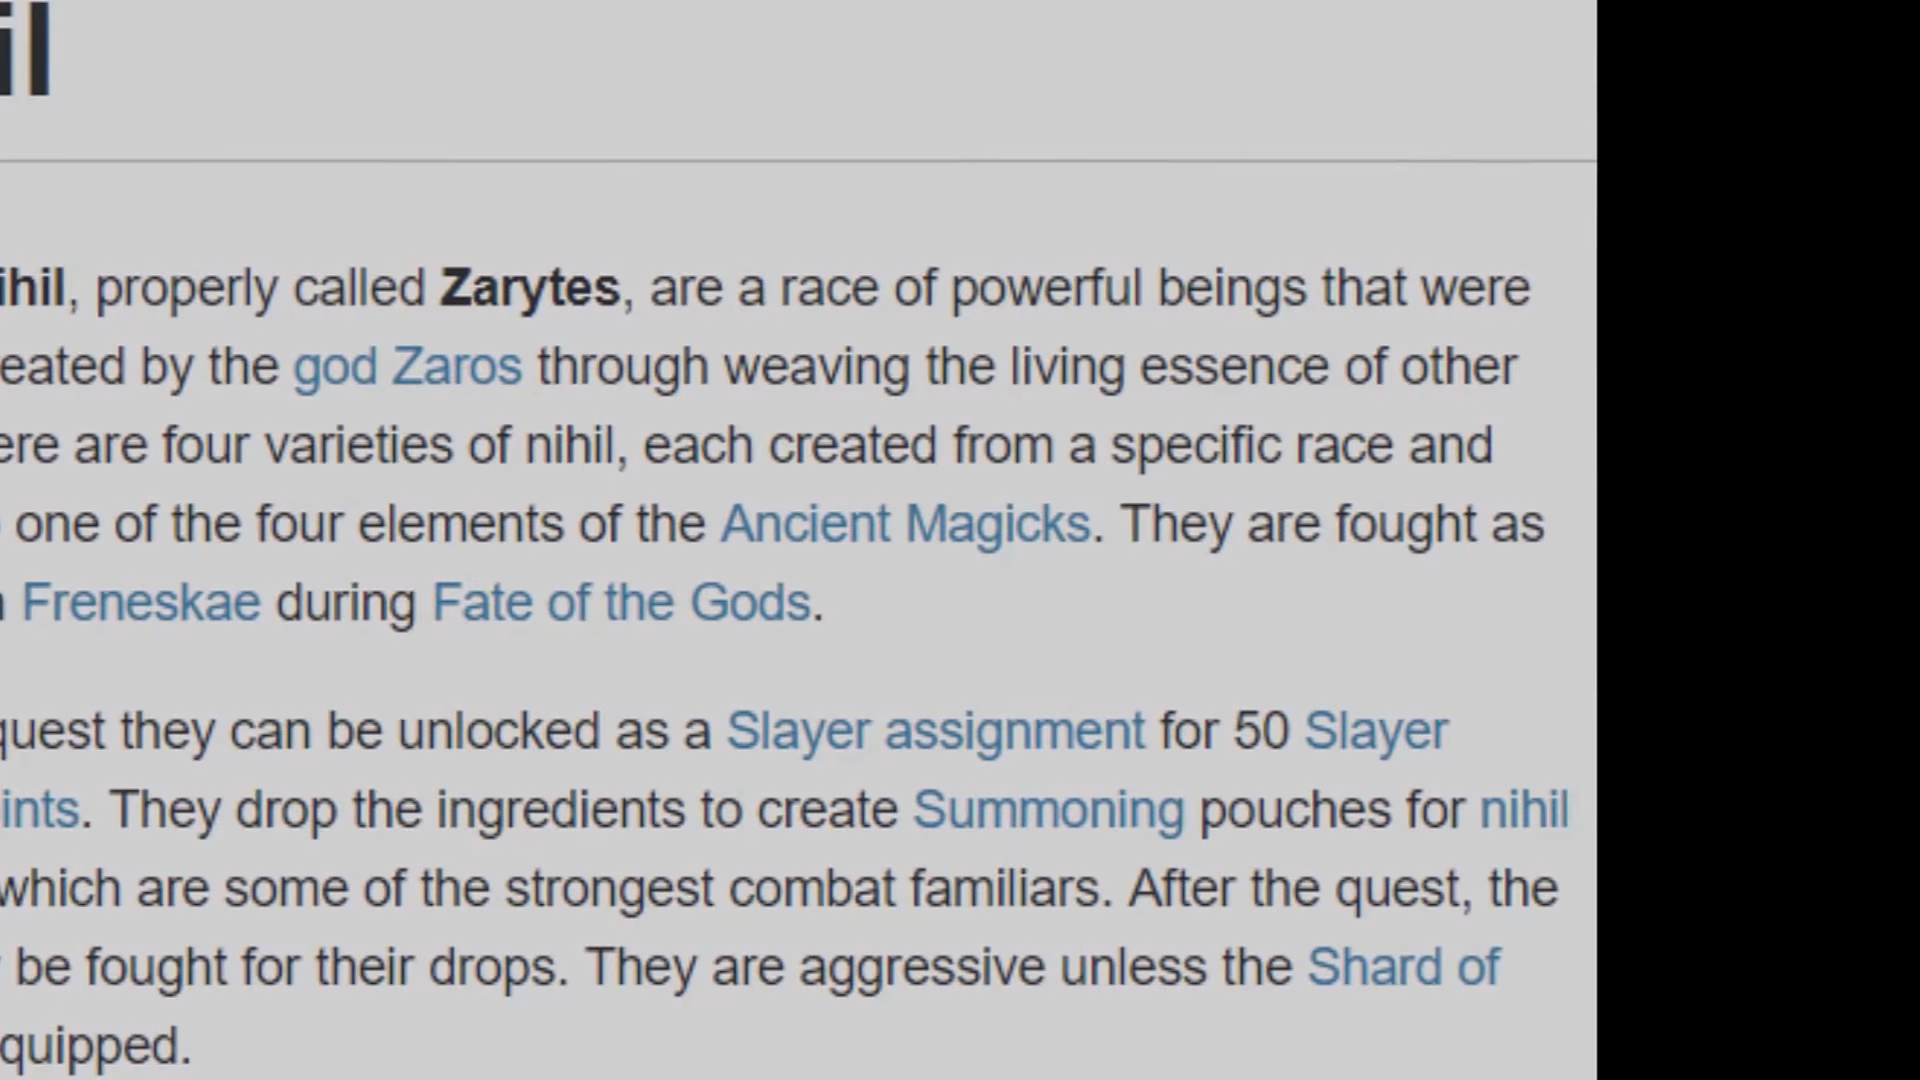 il
ihil, properly called Zarytes, are a race of powerful beings that were
eated by the god Zaros through weaving the living essence of other
ere are four varieties of nihil, each created from a specific race and
one of the four elements of the Ancient Magicks. They are fought as
Freneskae during Fate of the Gods.
quest they can be unlocked as a Slayer assignment for 50 Slayer
ints. They drop the ingredients to create Summoning pouches for nihil
which are some of the strongest combat familiars. After the quest, the
be fought for their drops. They are aggressive unless the Shard of
quipped.